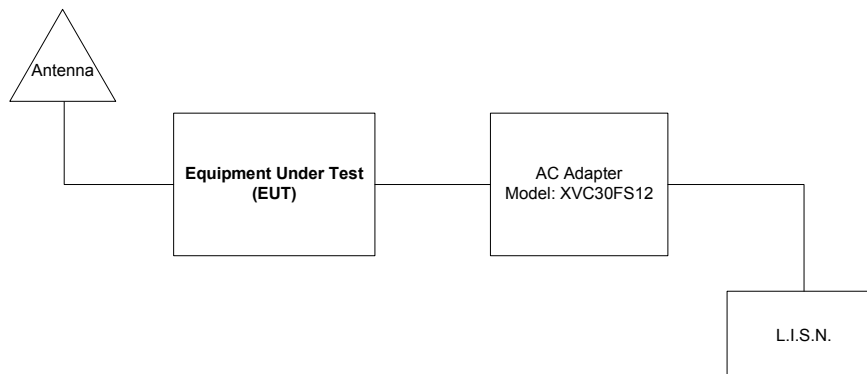 Antenna
Equipment Under Test
(EUT)
AC Adapter
Model: XVC30FS12
L.I.S.N.